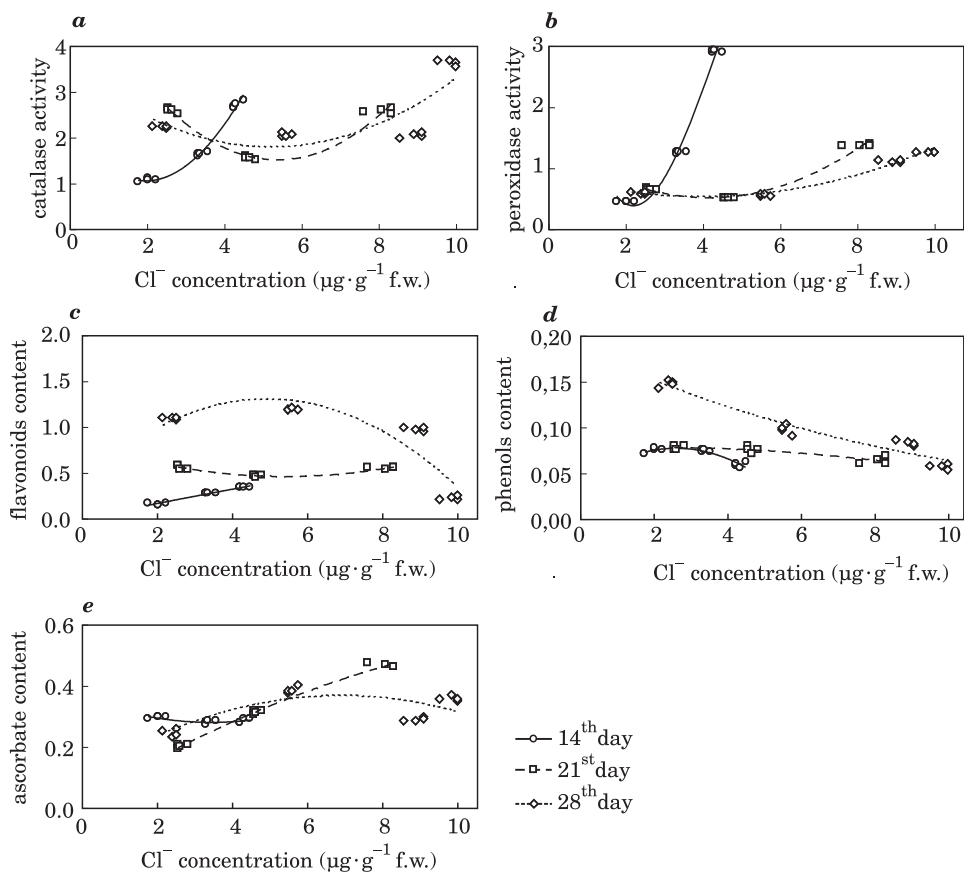 a
catalase activity
4
3
2
1
0
0
2
4
6
8
10
Cl⁻ concentration (µg·g⁻¹ f.w.)
b
peroxidase activity
3
2
1
0
0
2
4
6
8
10
Cl⁻ concentration (µg·g⁻¹ f.w.)
c
flavonoids content
2.0
1.5
1.0
0.5
0.0
0
2
4
6
8
10
Cl⁻ concentration (µg·g⁻¹ f.w.)
d
phenols content
0,20
0,15
0,10
0,05
0,00
0
2
4
6
8
10
Cl⁻ concentration (µg·g⁻¹ f.w.)
e
ascorbate content
0.6
0.4
0.2
0.0
0
2
4
6
8
10
Cl⁻ concentration (µg·g⁻¹ f.w.)
14th day
21st day
28th day